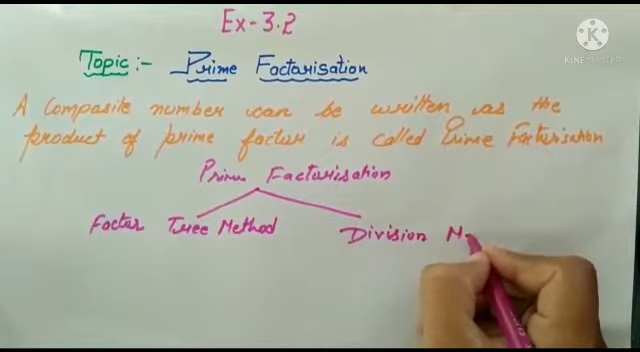 Ex-3.2
KINEMASTER
Topic:- Prime Factorisation
A Composite number can be written as the
product of prime factor is called Prime Factorisation
Prime Factorisation
Factor Tree Method Division M